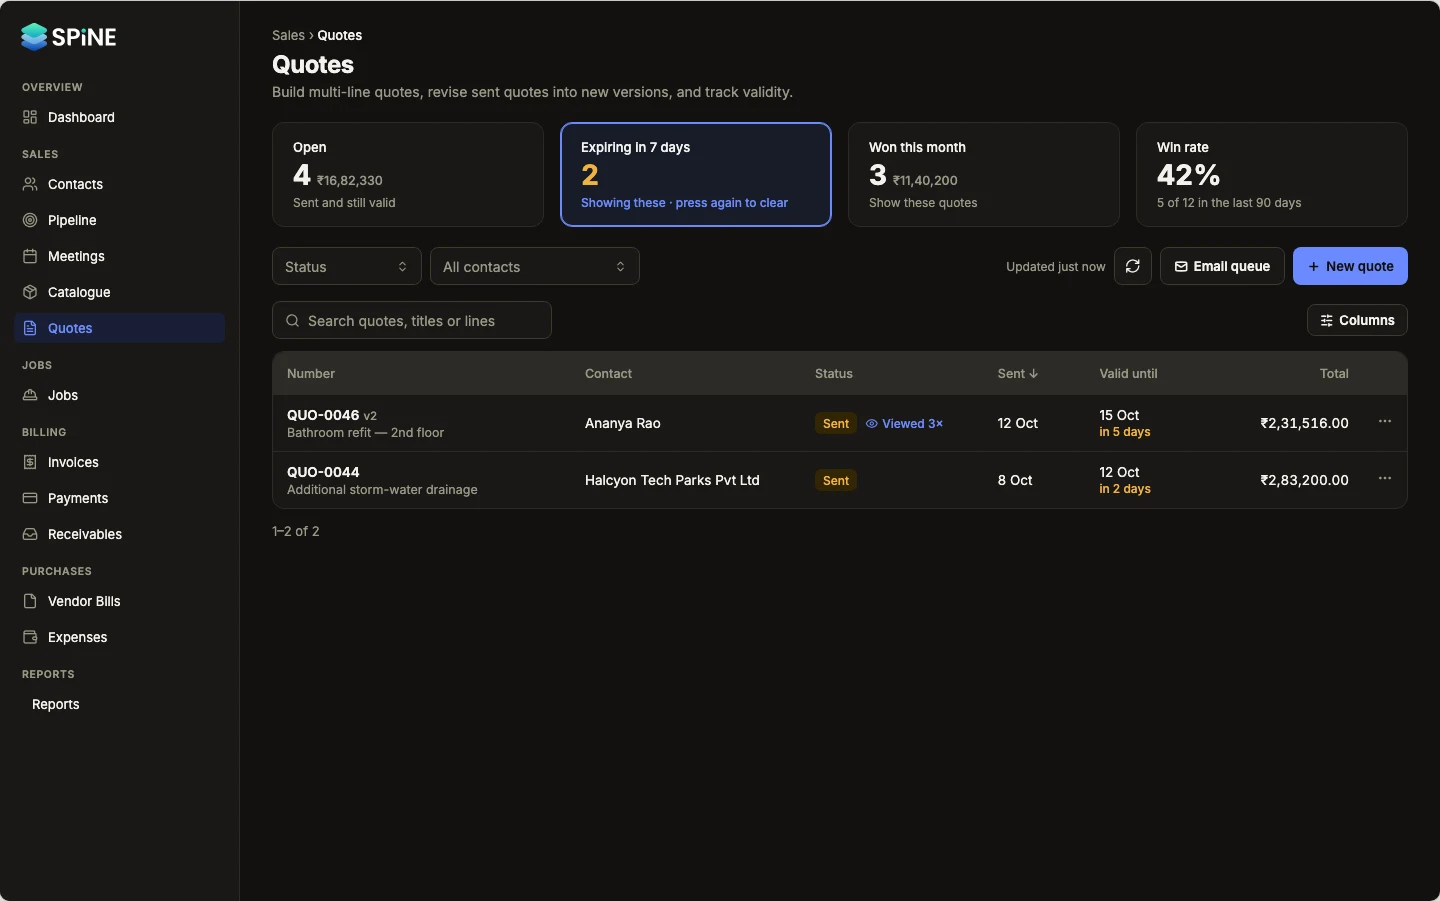 SPiNE
OVERVIEW
Dashboard
SALES
Contacts
Pipeline
Meetings
Catalogue
Quotes
JOBS
Jobs
BILLING
Invoices
Payments
Receivables
PURCHASES
Vendor Bills
Expenses
REPORTS
Reports
Sales › Quotes
Quotes
Build multi-line quotes, revise sent quotes into new versions, and track validity.
Open
4 ₹16,82,330
Sent and still valid
Expiring in 7 days
2
Showing these · press again to clear
Won this month
3 ₹11,40,200
Show these quotes
Win rate
42%
5 of 12 in the last 90 days
Status
All contacts
Updated just now
Email queue
+ New quote
Search quotes, titles or lines
Columns
Number Contact Status Sent ↓ Valid until Total
QUO-0046 v2 Ananya Rao Sent Viewed 3× 12 Oct 15 Oct ₹2,31,516.00 ···
Bathroom refit — 2nd floor in 5 days
QUO-0044 Halcyon Tech Parks Pvt Ltd Sent 8 Oct 12 Oct ₹2,83,200.00 ···
Additional storm-water drainage in 2 days
1–2 of 2